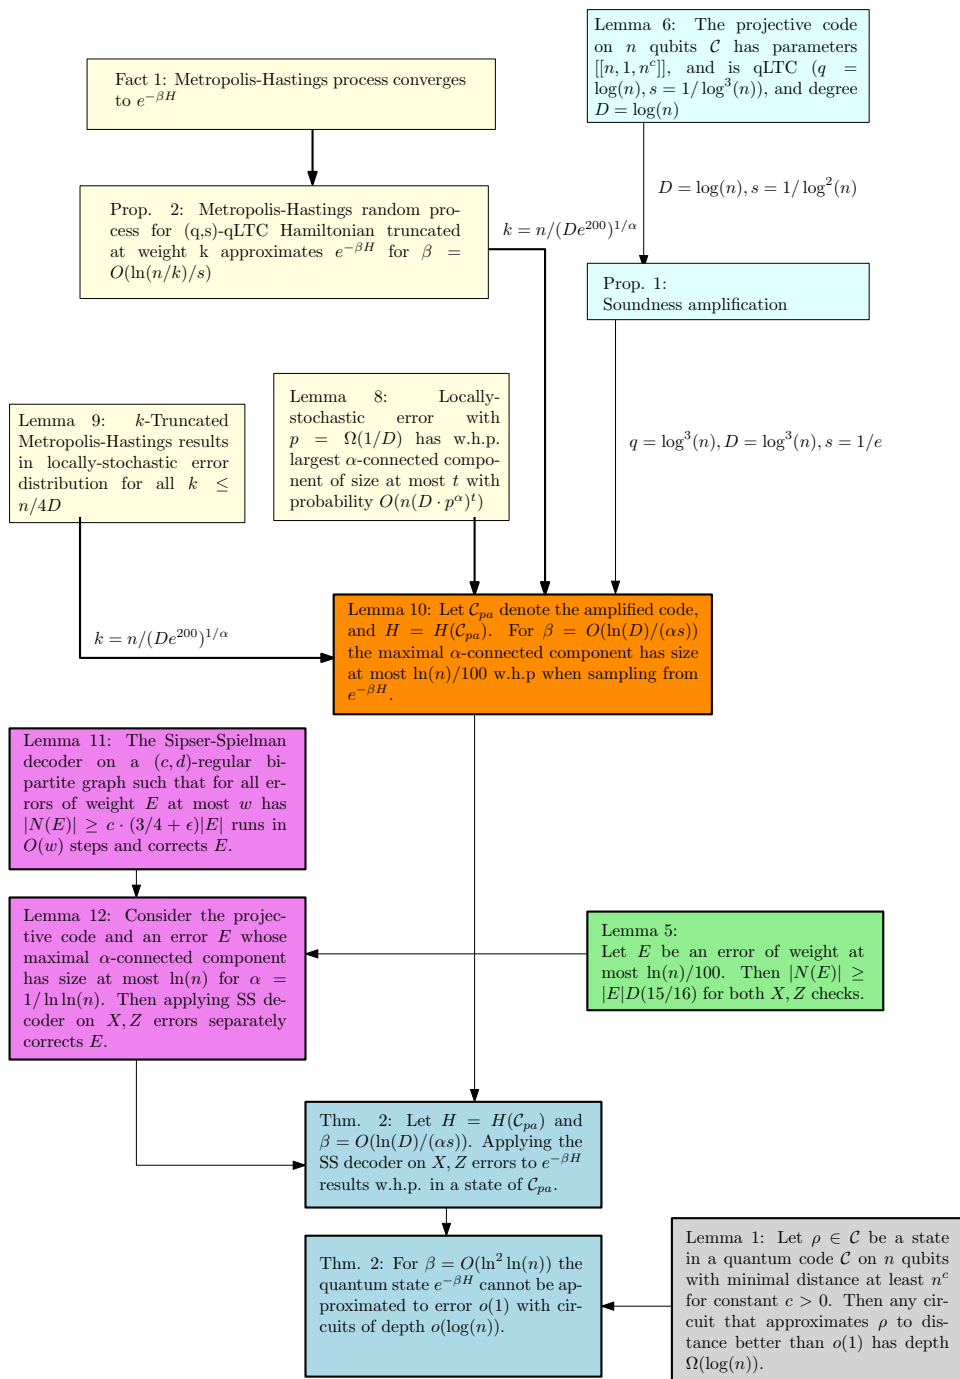 Lemma 6: The projective code
on n qubits 𝒞 has parameters
[[n, 1, n^c]], and is qLTC (q =
log(n), s = 1/ log^3(n)), and degree
D = log(n)
Fact 1: Metropolis-Hastings process converges
to e^{−βH}
D = log(n), s = 1/ log^2(n)
Prop. 2: Metropolis-Hastings random pro-
cess for (q,s)-qLTC Hamiltonian truncated
at weight k approximates e^{−βH} for β =
O(ln(n/k)/s)
k = n/(De^{200})^{1/α}
Prop. 1:
Soundness amplification
Lemma 8: Locally-
stochastic error with
p = Ω(1/D) has w.h.p.
largest α-connected compo-
nent of size at most t with
probability O(n(D · p^α)^t)
Lemma 9: k-Truncated
Metropolis-Hastings results
in locally-stochastic error
distribution for all k ≤
n/4D
q = log^3(n), D = log^3(n), s = 1/e
k = n/(De^{200})^{1/α}
Lemma 10: Let 𝒞_{pa} denote the amplified code,
and H = H(𝒞_{pa}). For β = O(ln(D)/(αs))
the maximal α-connected component has size
at most ln(n)/100 w.h.p when sampling from
e^{−βH}.
Lemma 11: The Sipser-Spielman
decoder on a (c, d)-regular bi-
partite graph such that for all er-
rors of weight E at most w has
|N(E)| ≥ c · (3/4 + ϵ)|E| runs in
O(w) steps and corrects E.
Lemma 12: Consider the projec-
tive code and an error E whose
maximal α-connected component
has size at most ln(n) for α =
1/ ln ln(n). Then applying SS de-
coder on X, Z errors separately
corrects E.
Lemma 5:
Let E be an error of weight at
most ln(n)/100. Then |N(E)| ≥
|E|D(15/16) for both X, Z checks.
Thm. 2: Let H = H(𝒞_{pa}) and
β = O(ln(D)/(αs)). Applying the
SS decoder on X, Z errors to e^{−βH}
results w.h.p. in a state of 𝒞_{pa}.
Thm. 2: For β = O(ln^2 ln(n)) the
quantum state e^{−βH} cannot be ap-
proximated to error o(1) with cir-
cuits of depth o(log(n)).
Lemma 1: Let ρ ∈ 𝒞 be a state
in a quantum code 𝒞 on n qubits
with minimal distance at least n^c
for constant c > 0. Then any cir-
cuit that approximates ρ to dis-
tance better than o(1) has depth
Ω(log(n)).